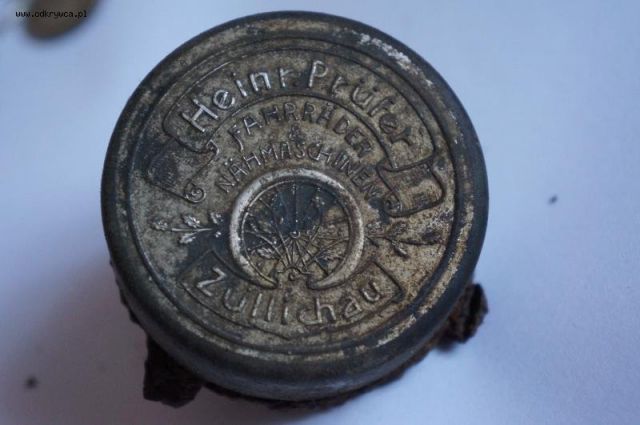 www.odkrywca.pl
Heinr. Prüfer
FAHRRÄDER
&
NÄHMASCHINEN
Züllichau